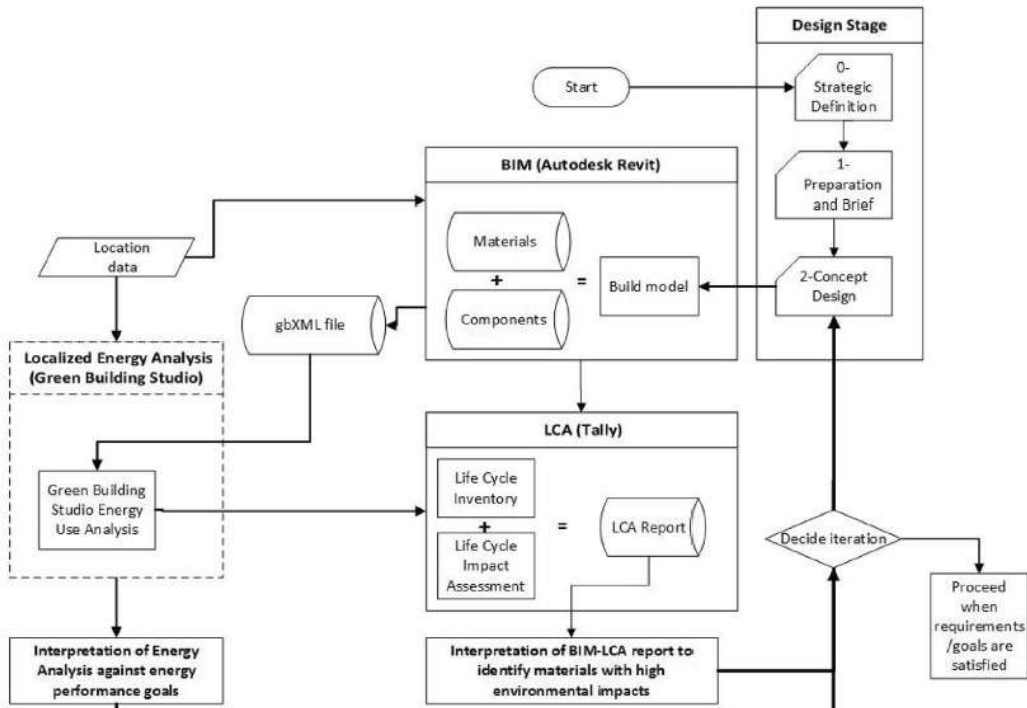 Design Stage
0-
Strategic
Definition
Start
1-
Preparation
and Brief
BIM (Autodesk Revit)
Materials
+
Components
=
Build model
2-Concept
Design
Location
data
gbXML file
Localized Energy Analysis
(Green Building Studio)
Green Building
Studio Energy
Use Analysis
LCA (Tally)
Life Cycle
Inventory
+
Life Cycle
Impact
Assessment
=
LCA Report
Decide iteration
Proceed
when
requirements
/goals are
satisfied
Interpretation of Energy
Analysis against energy
performance goals
Interpretation of BIM-LCA report to
identify materials with high
environmental impacts